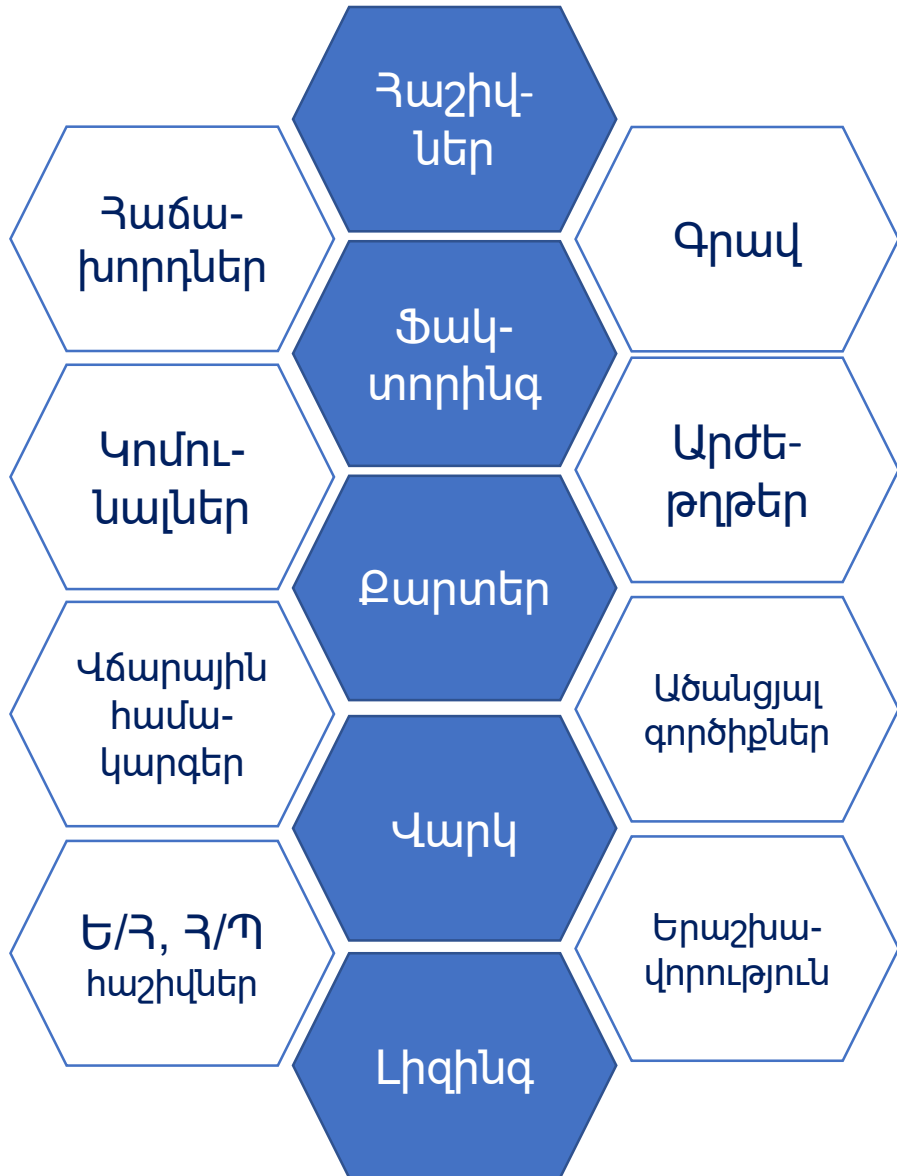 Հաշիվ-
ներ
Հաճա-
խորդներ
Գրավ
Ֆակ-
տորինգ
Կոմու-
նալներ
Արժե-
թղթեր
Քարտեր
Վճարային
համա-
կարգեր
Ածանցյալ
գործիքներ
Վարկ
Ե/Հ, Հ/Պ
հաշիվներ
Երաշխա-
վորություն
Լիզինգ